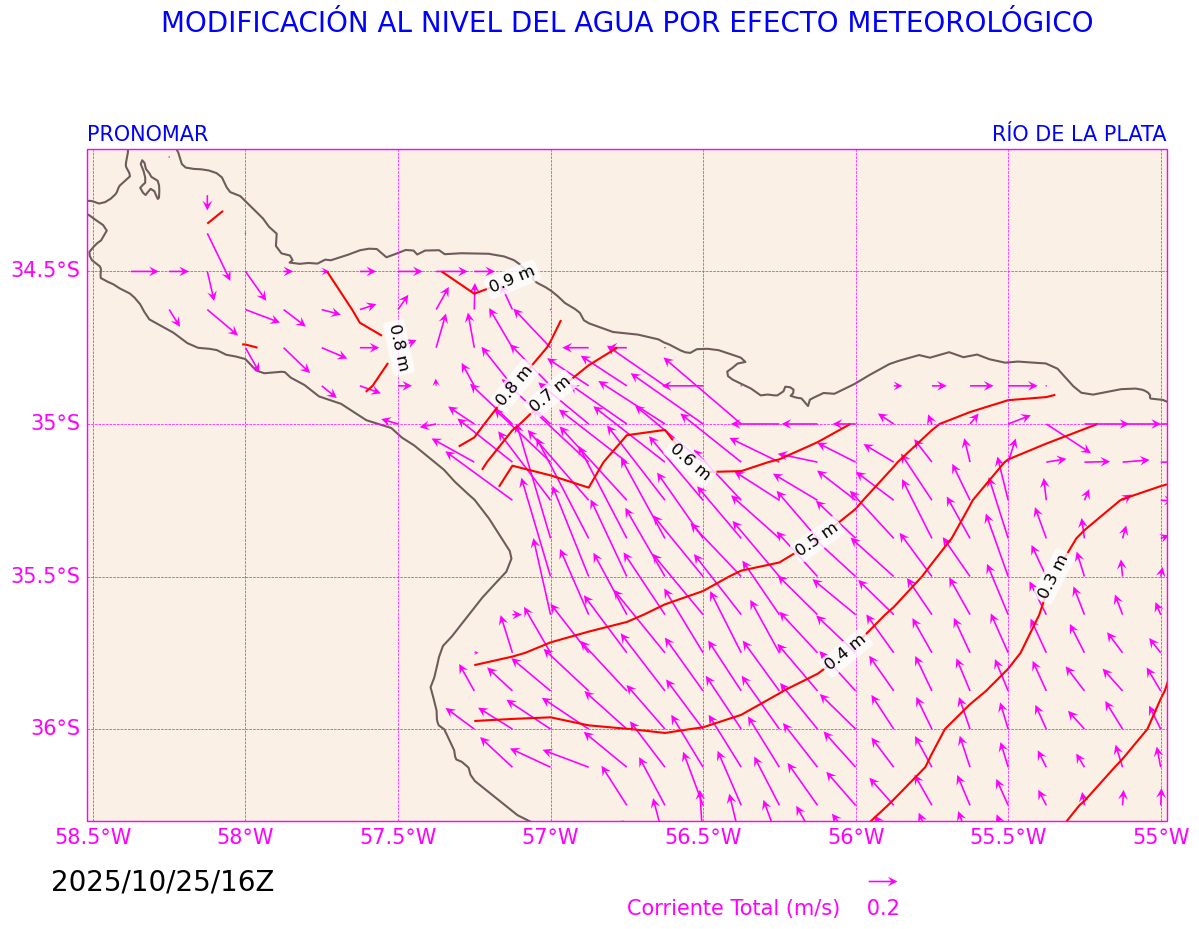 MODIFICACIÓN AL NIVEL DEL AGUA POR EFECTO METEOROLÓGICO
PRONOMAR
RÍO DE LA PLATA
34.5°S
35°S
35.5°S
36°S
0.9 m
0.8 m
0.8 m
0.7 m
0.6 m
0.5 m
0.4 m
0.3 m
58.5°W 58°W 57.5°W 57°W 56.5°W 56°W 55.5°W 55°W
2025/10/25/16Z
Corriente Total (m/s) 0.2